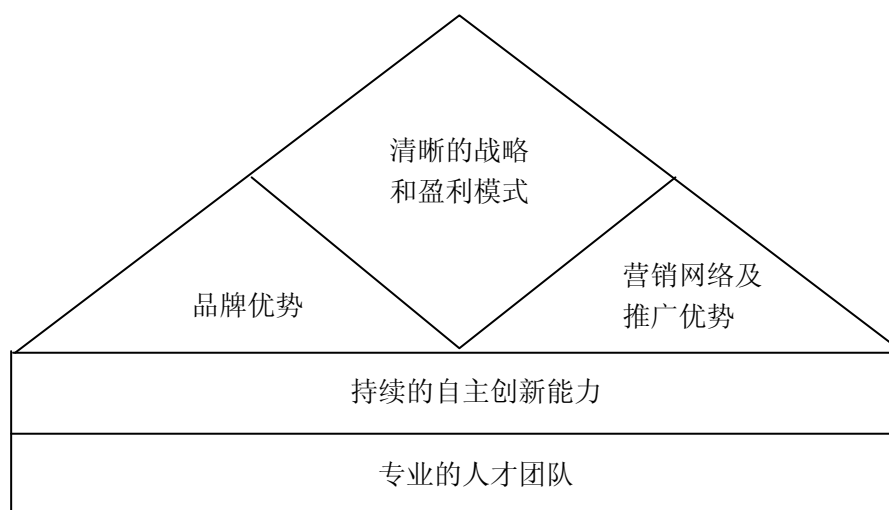 清晰的战略
和盈利模式
品牌优势
营销网络及
推广优势
持续的自主创新能力
专业的人才团队